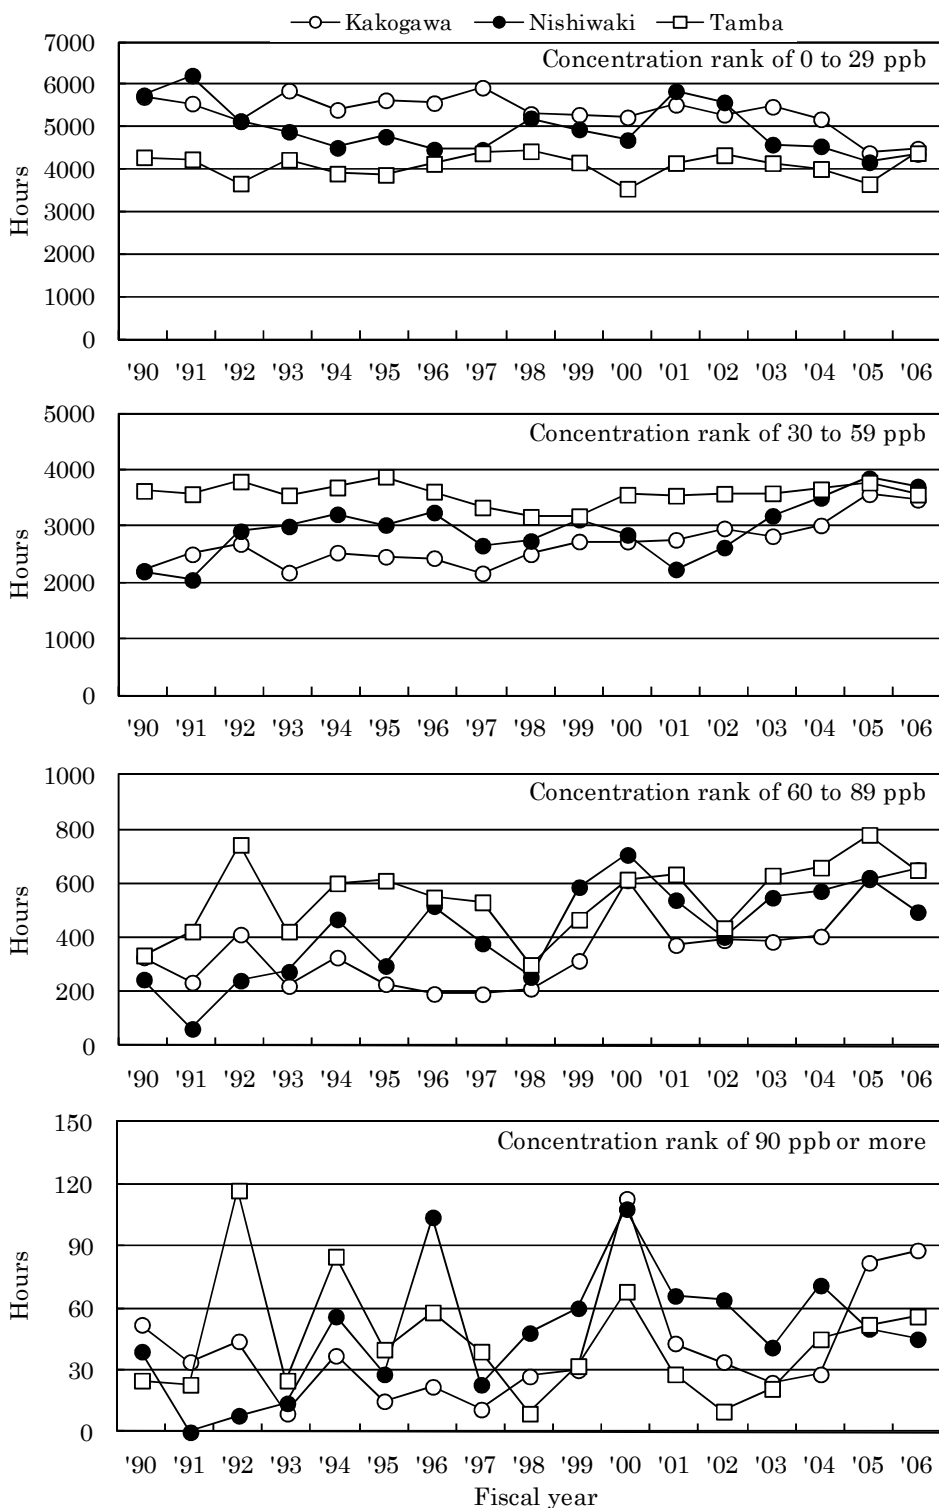 Kakogawa Nishiwaki Tamba
Concentration rank of 0 to 29 ppb
7000
6000
5000
4000
3000
2000
1000
0
Hours
'90 '91 '92 '93 '94 '95 '96 '97 '98 '99 '00 '01 '02 '03 '04 '05 '06
Concentration rank of 30 to 59 ppb
5000
4000
3000
2000
1000
0
Hours
'90 '91 '92 '93 '94 '95 '96 '97 '98 '99 '00 '01 '02 '03 '04 '05 '06
Concentration rank of 60 to 89 ppb
1000
800
600
400
200
0
Hours
'90 '91 '92 '93 '94 '95 '96 '97 '98 '99 '00 '01 '02 '03 '04 '05 '06
Concentration rank of 90 ppb or more
150
120
90
60
30
0
Hours
'90 '91 '92 '93 '94 '95 '96 '97 '98 '99 '00 '01 '02 '03 '04 '05 '06
Fiscal year